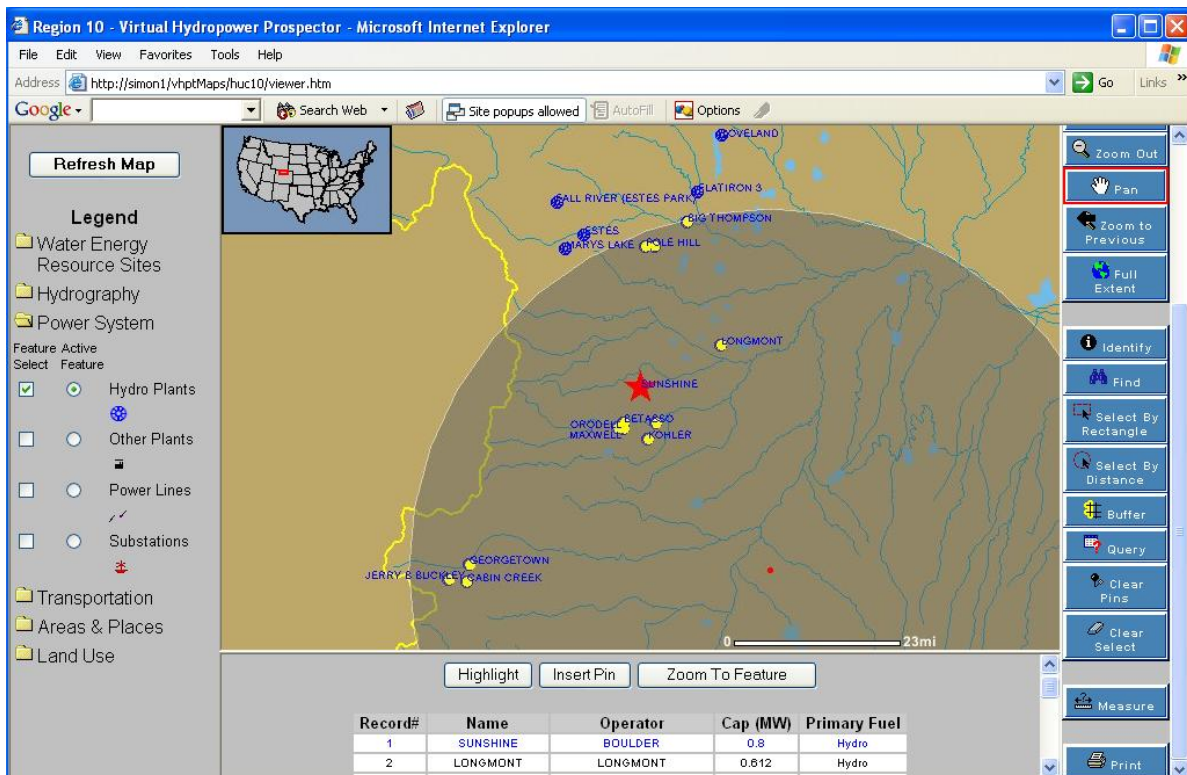 Region 10 - Virtual Hydropower Prospector - Microsoft Internet Explorer
File Edit View Favorites Tools Help
Address http://simon1/vhptMaps/huc10/viewer.htm Go Links »
Google Search Web Site popups allowed AutoFill Options
Refresh Map
Legend
Water Energy
Resource Sites
Hydrography
Power System
Feature Active
Select Feature
Hydro Plants
Other Plants
Power Lines
Substations
Transportation
Areas & Places
Land Use
OVELAND
FLATIRON 3
FALL RIVER (ESTES PARK)
BIG THOMPSON
ESTES
MARYS LAKE
POLE HILL
LONGMONT
SUNSHINE
BETASSO
ORODELL
MAXWELL
KOHLER
GEORGETOWN
JERRY B BUCKLEY
CABIN CREEK
0 23mi
Zoom Out
Pan
Zoom to
Previous
Full
Extent
Identify
Find
Select By
Rectangle
Select By
Distance
Buffer
Query
Clear
Pins
Clear
Select
Measure
Print
Highlight Insert Pin Zoom To Feature
Record# Name Operator Cap (MW) Primary Fuel
1 SUNSHINE BOULDER 0.8 Hydro
2 LONGMONT LONGMONT 0.612 Hydro